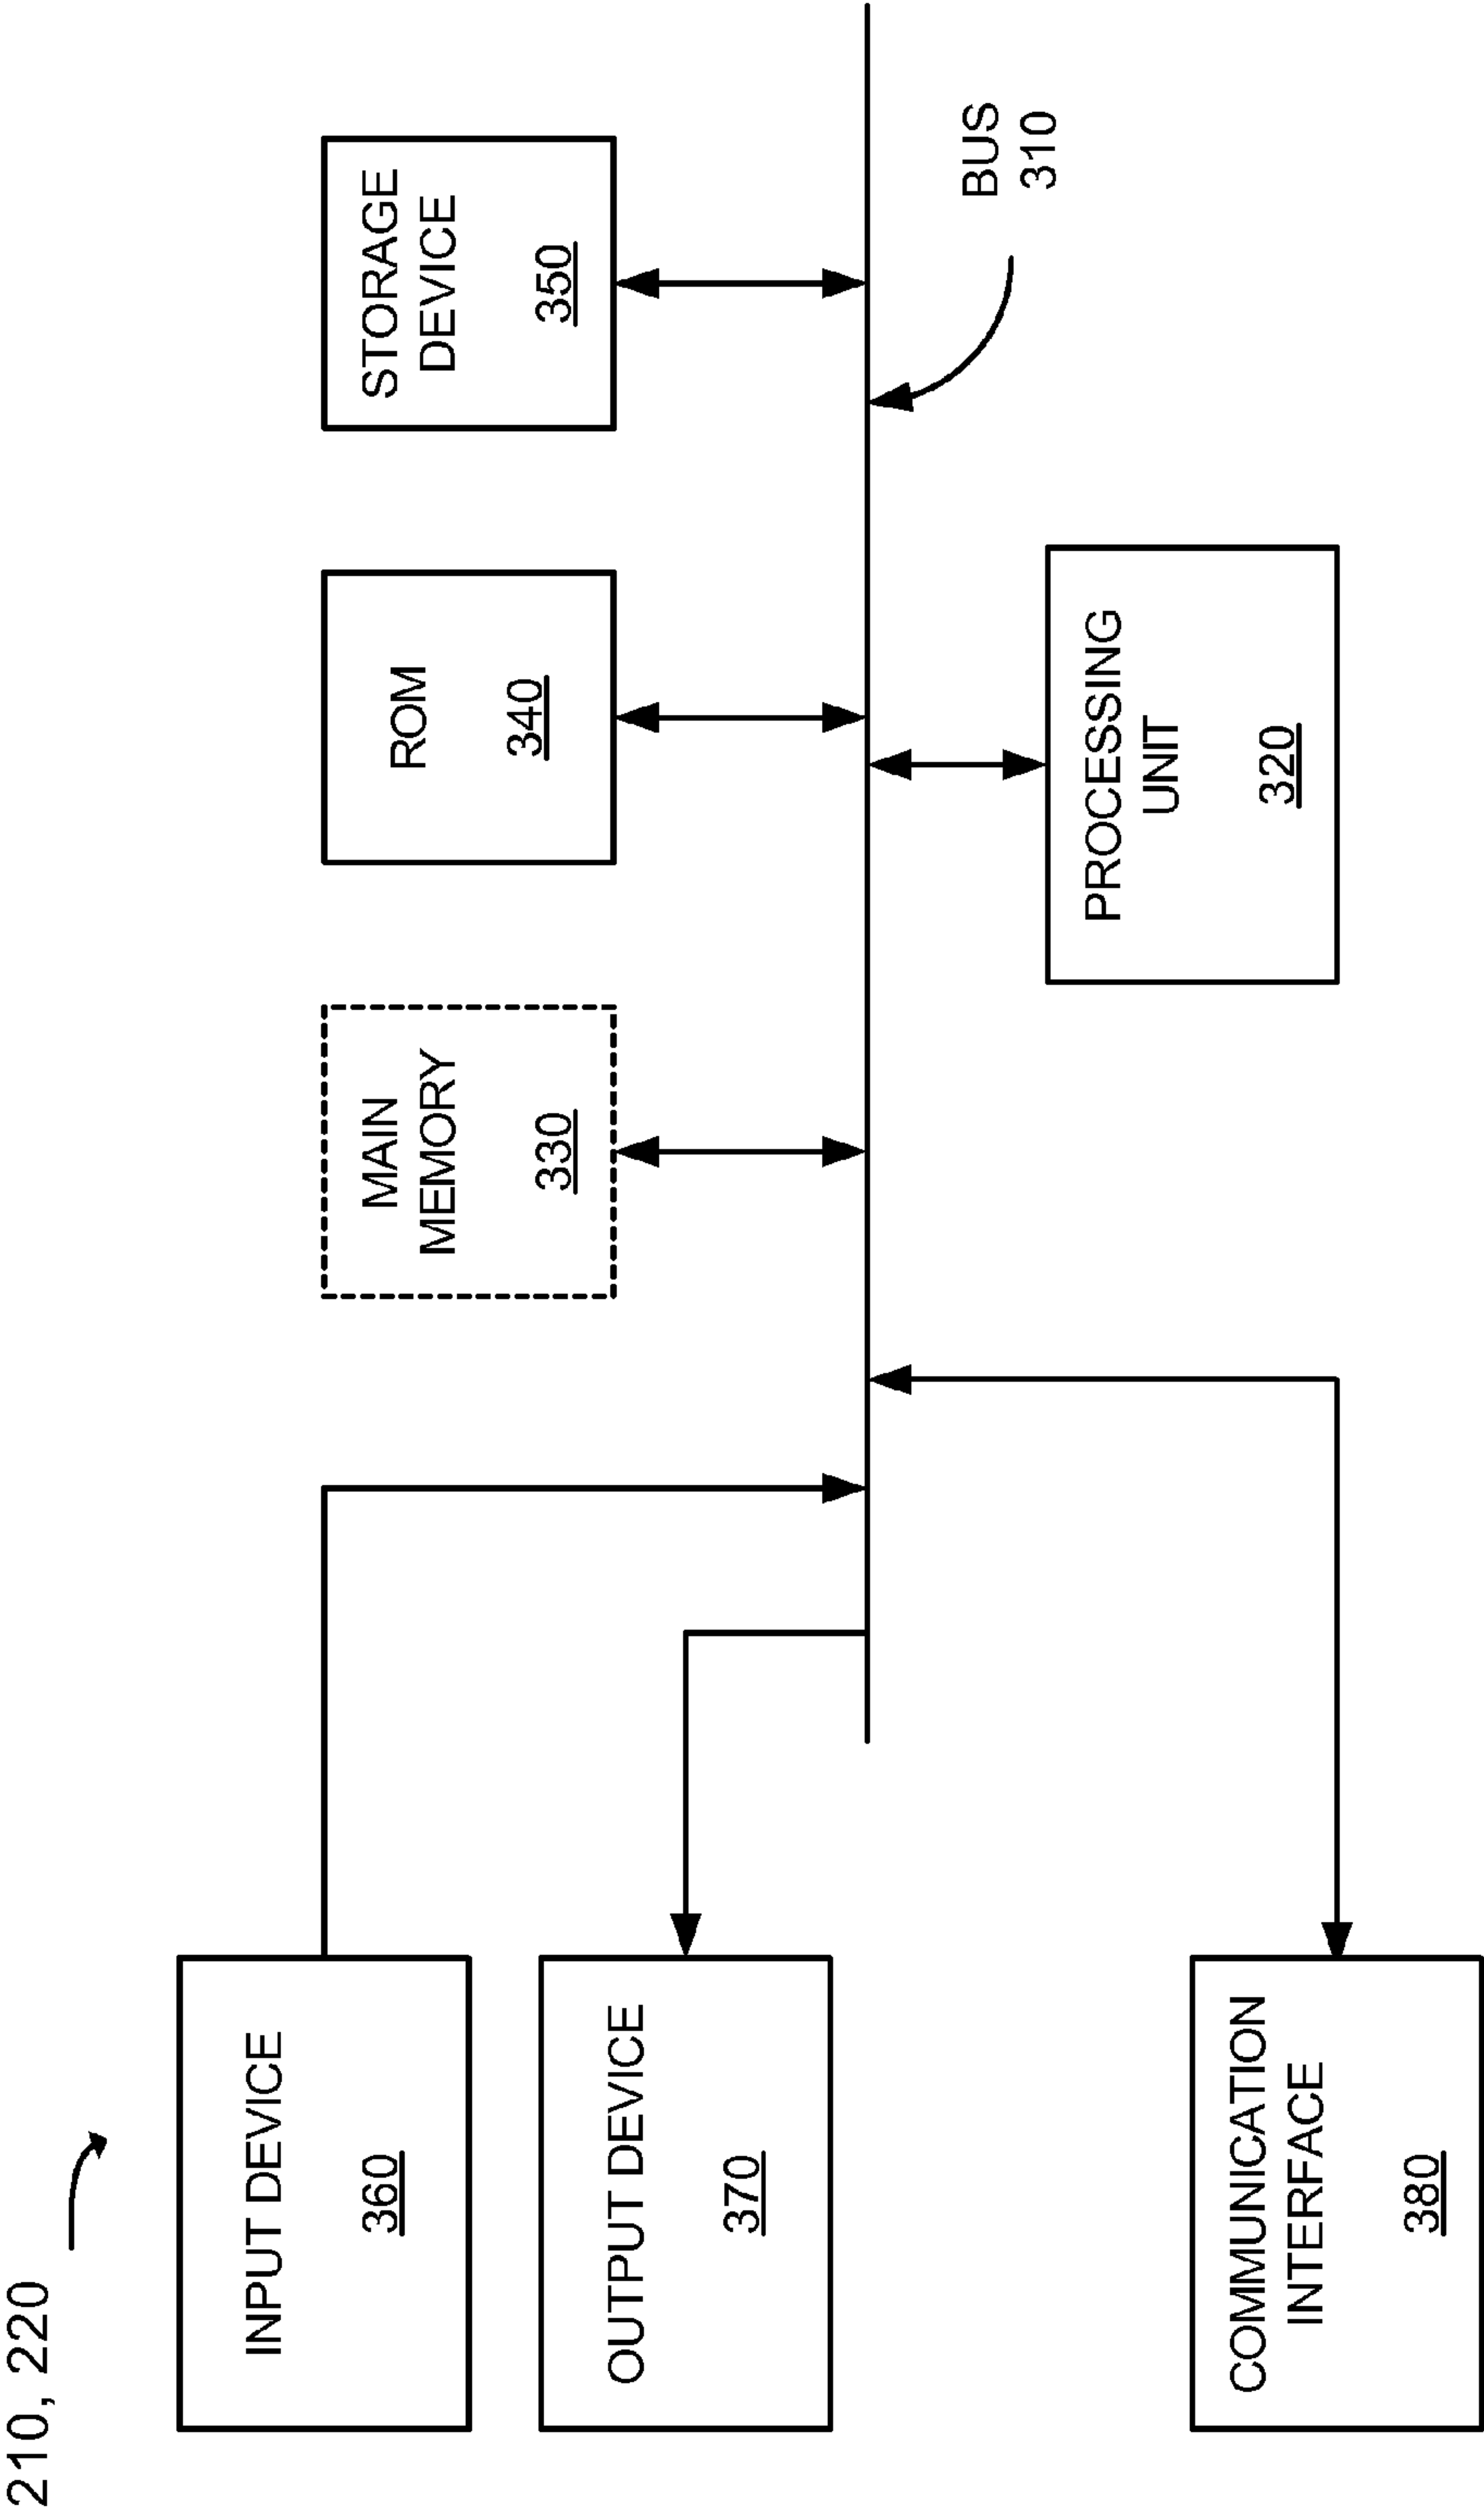 210, 220
INPUT DEVICE
360
MAIN
MEMORY
330
ROM
340
STORAGE
DEVICE
350
OUTPUT DEVICE
370
BUS
310
COMMUNICATION
INTERFACE
380
PROCESSING
UNIT
320